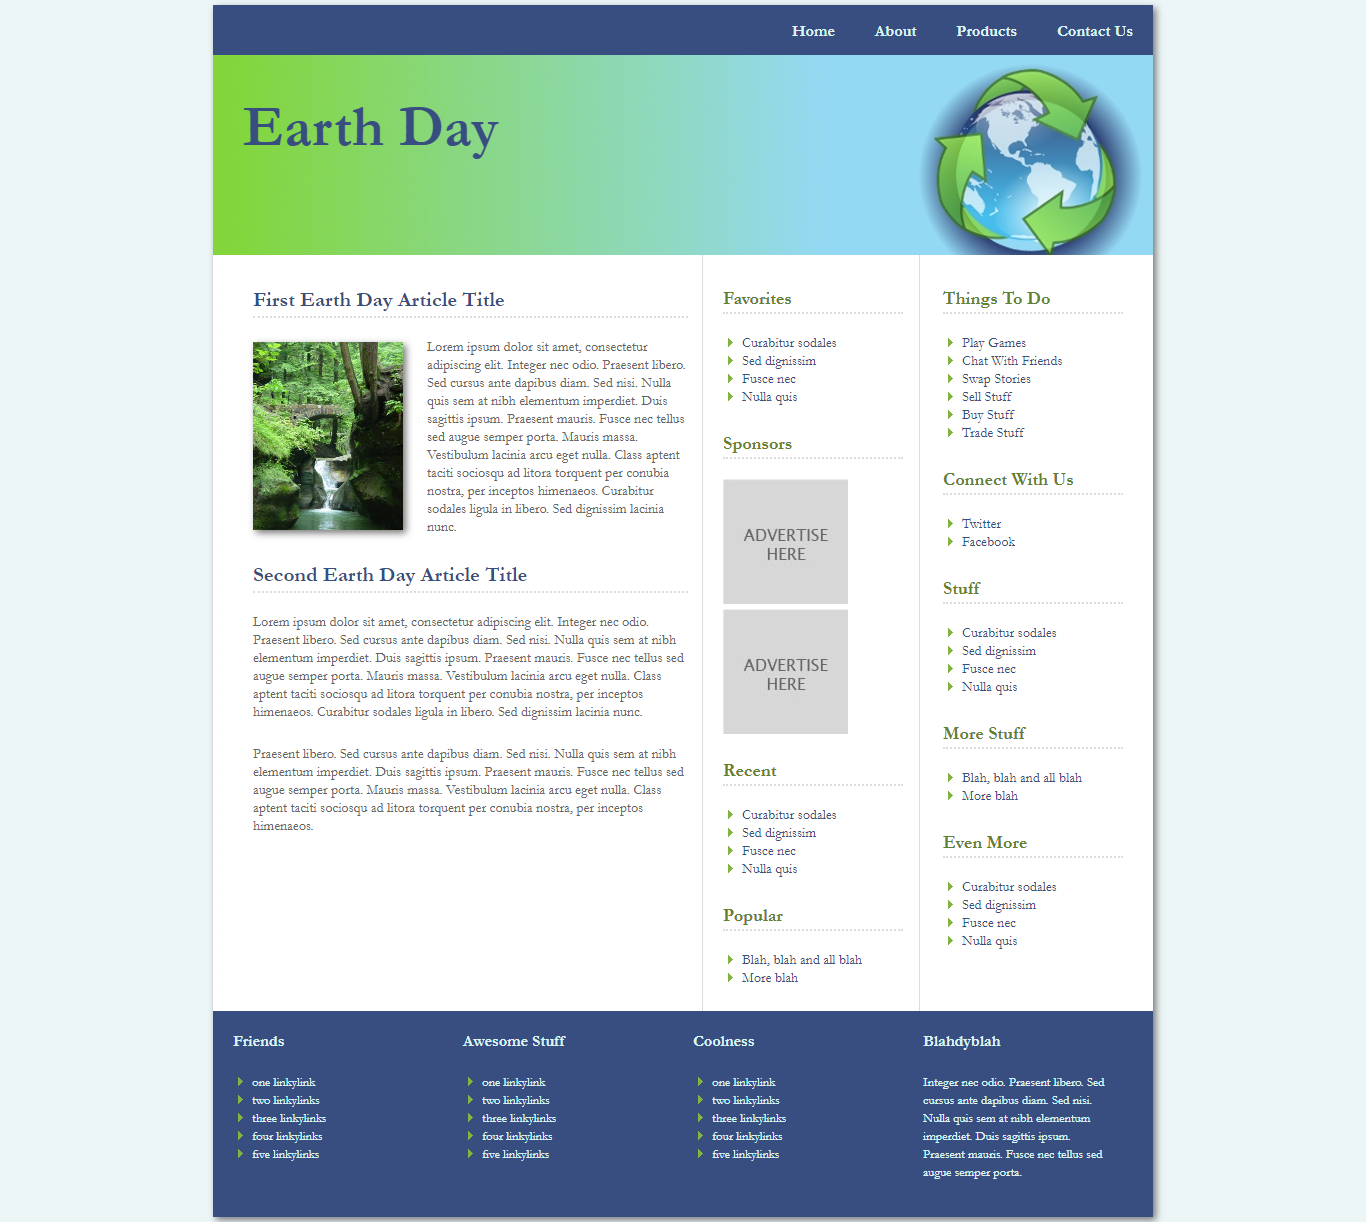 Home About Products Contact Us
Earth Day
First Earth Day Article Title
Lorem ipsum dolor sit amet, consectetur
adipiscing elit. Integer nec odio. Praesent libero.
Sed cursus ante dapibus diam. Sed nisi. Nulla
quis sem at nibh elementum imperdiet. Duis
sagittis ipsum. Praesent mauris. Fusce nec tellus
sed augue semper porta. Mauris massa.
Vestibulum lacinia arcu eget nulla. Class aptent
taciti sociosqu ad litora torquent per conubia
nostra, per inceptos himenaeos. Curabitur
sodales ligula in libero. Sed dignissim lacinia
nunc.
Second Earth Day Article Title
Lorem ipsum dolor sit amet, consectetur adipiscing elit. Integer nec odio.
Praesent libero. Sed cursus ante dapibus diam. Sed nisi. Nulla quis sem at nibh
elementum imperdiet. Duis sagittis ipsum. Praesent mauris. Fusce nec tellus sed
augue semper porta. Mauris massa. Vestibulum lacinia arcu eget nulla. Class
aptent taciti sociosqu ad litora torquent per conubia nostra, per inceptos
himenaeos. Curabitur sodales ligula in libero. Sed dignissim lacinia nunc.
Praesent libero. Sed cursus ante dapibus diam. Sed nisi. Nulla quis sem at nibh
elementum imperdiet. Duis sagittis ipsum. Praesent mauris. Fusce nec tellus sed
augue semper porta. Mauris massa. Vestibulum lacinia arcu eget nulla. Class
aptent taciti sociosqu ad litora torquent per conubia nostra, per inceptos
himenaeos.
Favorites
Curabitur sodales
Sed dignissim
Fusce nec
Nulla quis
Sponsors
ADVERTISE
HERE
ADVERTISE
HERE
Recent
Curabitur sodales
Sed dignissim
Fusce nec
Nulla quis
Popular
Blah, blah and all blah
More blah
Things To Do
Play Games
Chat With Friends
Swap Stories
Sell Stuff
Buy Stuff
Trade Stuff
Connect With Us
Twitter
Facebook
Stuff
Curabitur sodales
Sed dignissim
Fusce nec
Nulla quis
More Stuff
Blah, blah and all blah
More blah
Even More
Curabitur sodales
Sed dignissim
Fusce nec
Nulla quis
Friends
one linkylink
two linkylinks
three linkylinks
four linkylinks
five linkylinks
Awesome Stuff
one linkylink
two linkylinks
three linkylinks
four linkylinks
five linkylinks
Coolness
one linkylink
two linkylinks
three linkylinks
four linkylinks
five linkylinks
Blahdyblah
Integer nec odio. Praesent libero. Sed
cursus ante dapibus diam. Sed nisi.
Nulla quis sem at nibh elementum
imperdiet. Duis sagittis ipsum.
Praesent mauris. Fusce nec tellus sed
augue semper porta.